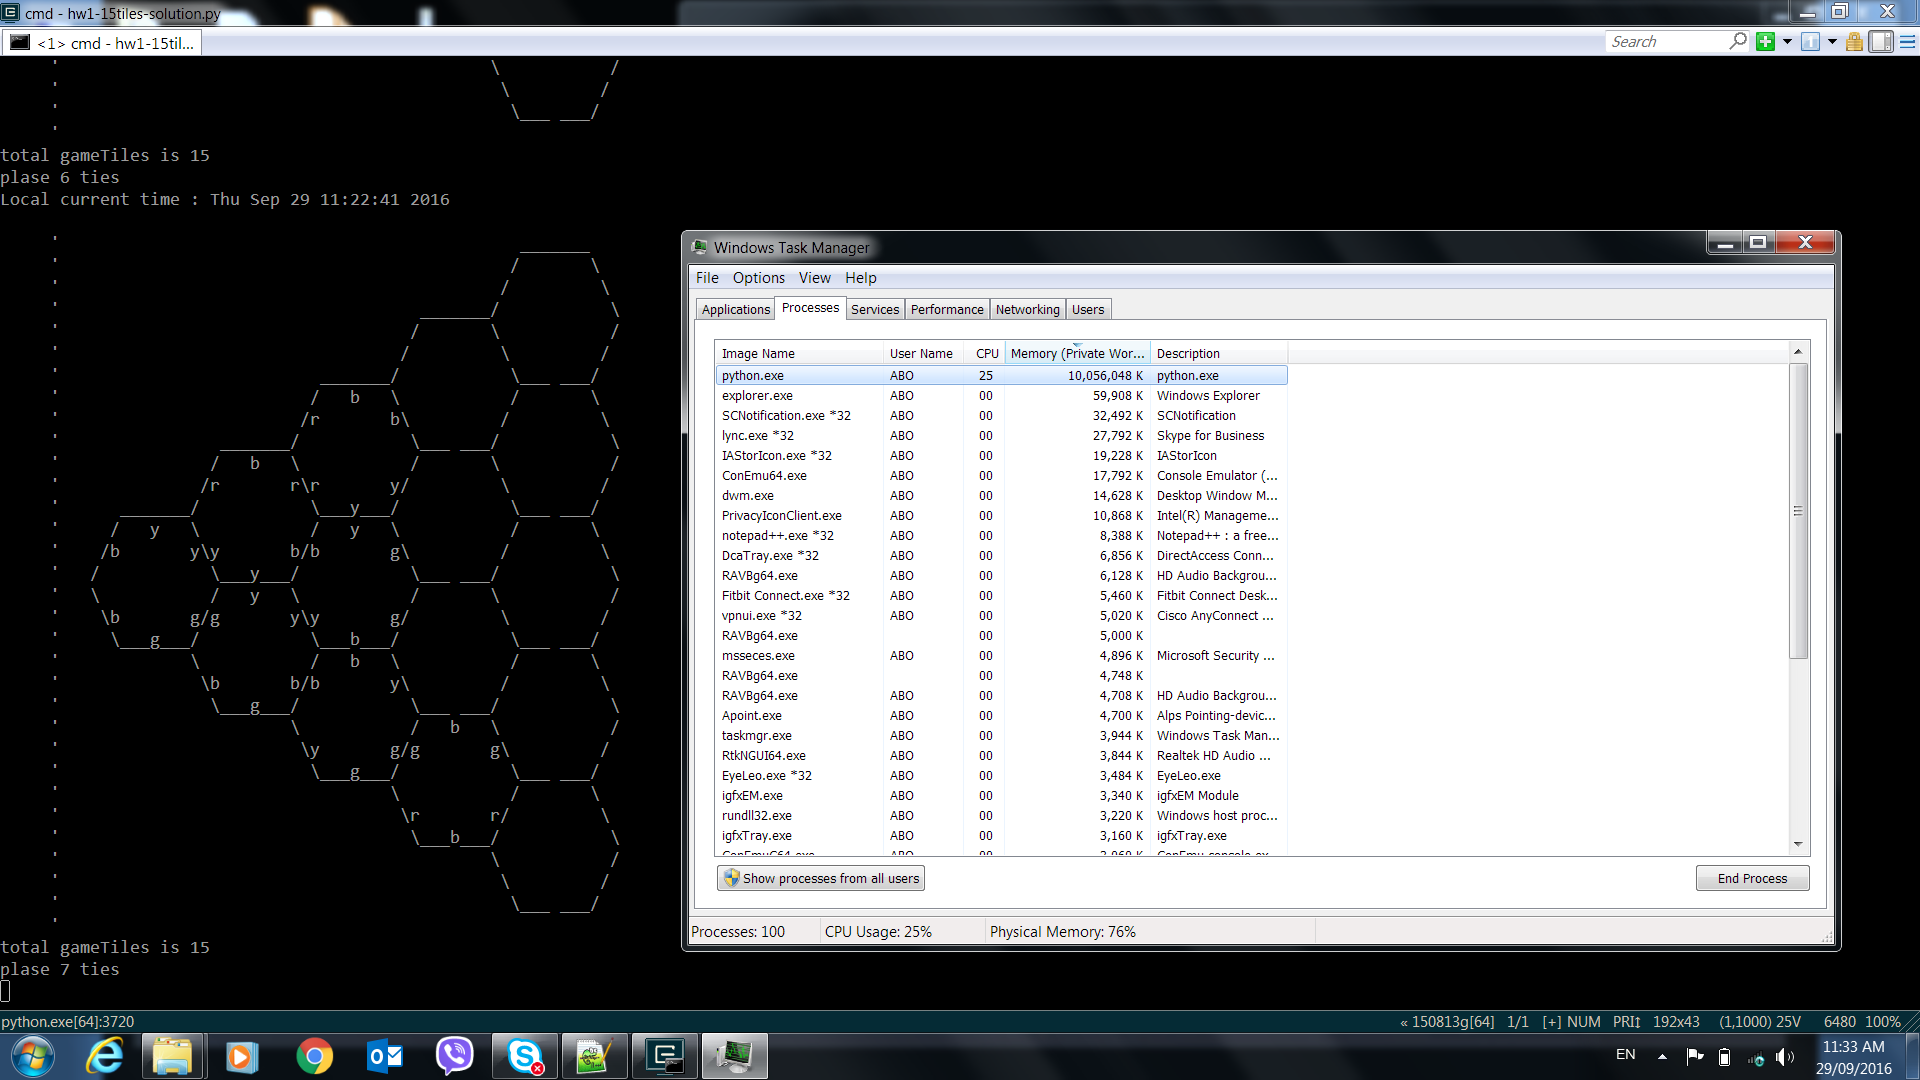 cmd - hw1-15tiles-solution.py
<1> cmd - hw1-15til...
Search
total gameTiles is 15
plase 6 ties
Local current time : Thu Sep 29 11:22:41 2016
b
r b
b
r r r y
y
y y
b y y b b g
y
y
b g g y y g
g b
b
b b b y
g
b
y g g g
g
r r
b
total gameTiles is 15
plase 7 ties
python.exe[64]:3720
« 150813g[64] 1/1 [+] NUM PRI↕ 192x43 (1,1000) 25V 6480 100%
Windows Task Manager
File Options View Help
Applications Processes Services Performance Networking Users
Image Name User Name CPU Memory (Private Wor... Description
python.exe ABO 25 10,056,048 K python.exe
explorer.exe ABO 00 59,908 K Windows Explorer
SCNotification.exe *32 ABO 00 32,492 K SCNotification
lync.exe *32 ABO 00 27,792 K Skype for Business
IAStorIcon.exe *32 ABO 00 19,228 K IAStorIcon
ConEmu64.exe ABO 00 17,792 K Console Emulator (...
dwm.exe ABO 00 14,628 K Desktop Window M...
PrivacyIconClient.exe ABO 00 10,868 K Intel(R) Manageme...
notepad++.exe *32 ABO 00 8,388 K Notepad++ : a free...
DcaTray.exe *32 ABO 00 6,856 K DirectAccess Conn...
RAVBg64.exe ABO 00 6,128 K HD Audio Backgrou...
Fitbit Connect.exe *32 ABO 00 5,460 K Fitbit Connect Desk...
vpnui.exe *32 ABO 00 5,020 K Cisco AnyConnect ...
RAVBg64.exe 00 5,000 K
msseces.exe ABO 00 4,896 K Microsoft Security ...
RAVBg64.exe 00 4,748 K
RAVBg64.exe ABO 00 4,708 K HD Audio Backgrou...
Apoint.exe ABO 00 4,700 K Alps Pointing-devic...
taskmgr.exe ABO 00 3,944 K Windows Task Man...
RtkNGUI64.exe ABO 00 3,844 K Realtek HD Audio ...
EyeLeo.exe *32 ABO 00 3,484 K EyeLeo.exe
igfxEM.exe ABO 00 3,340 K igfxEM Module
rundll32.exe ABO 00 3,220 K Windows host proc...
igfxTray.exe ABO 00 3,160 K igfxTray.exe
Show processes from all users
End Process
Processes: 100 CPU Usage: 25% Physical Memory: 76%
EN
11:33 AM
29/09/2016